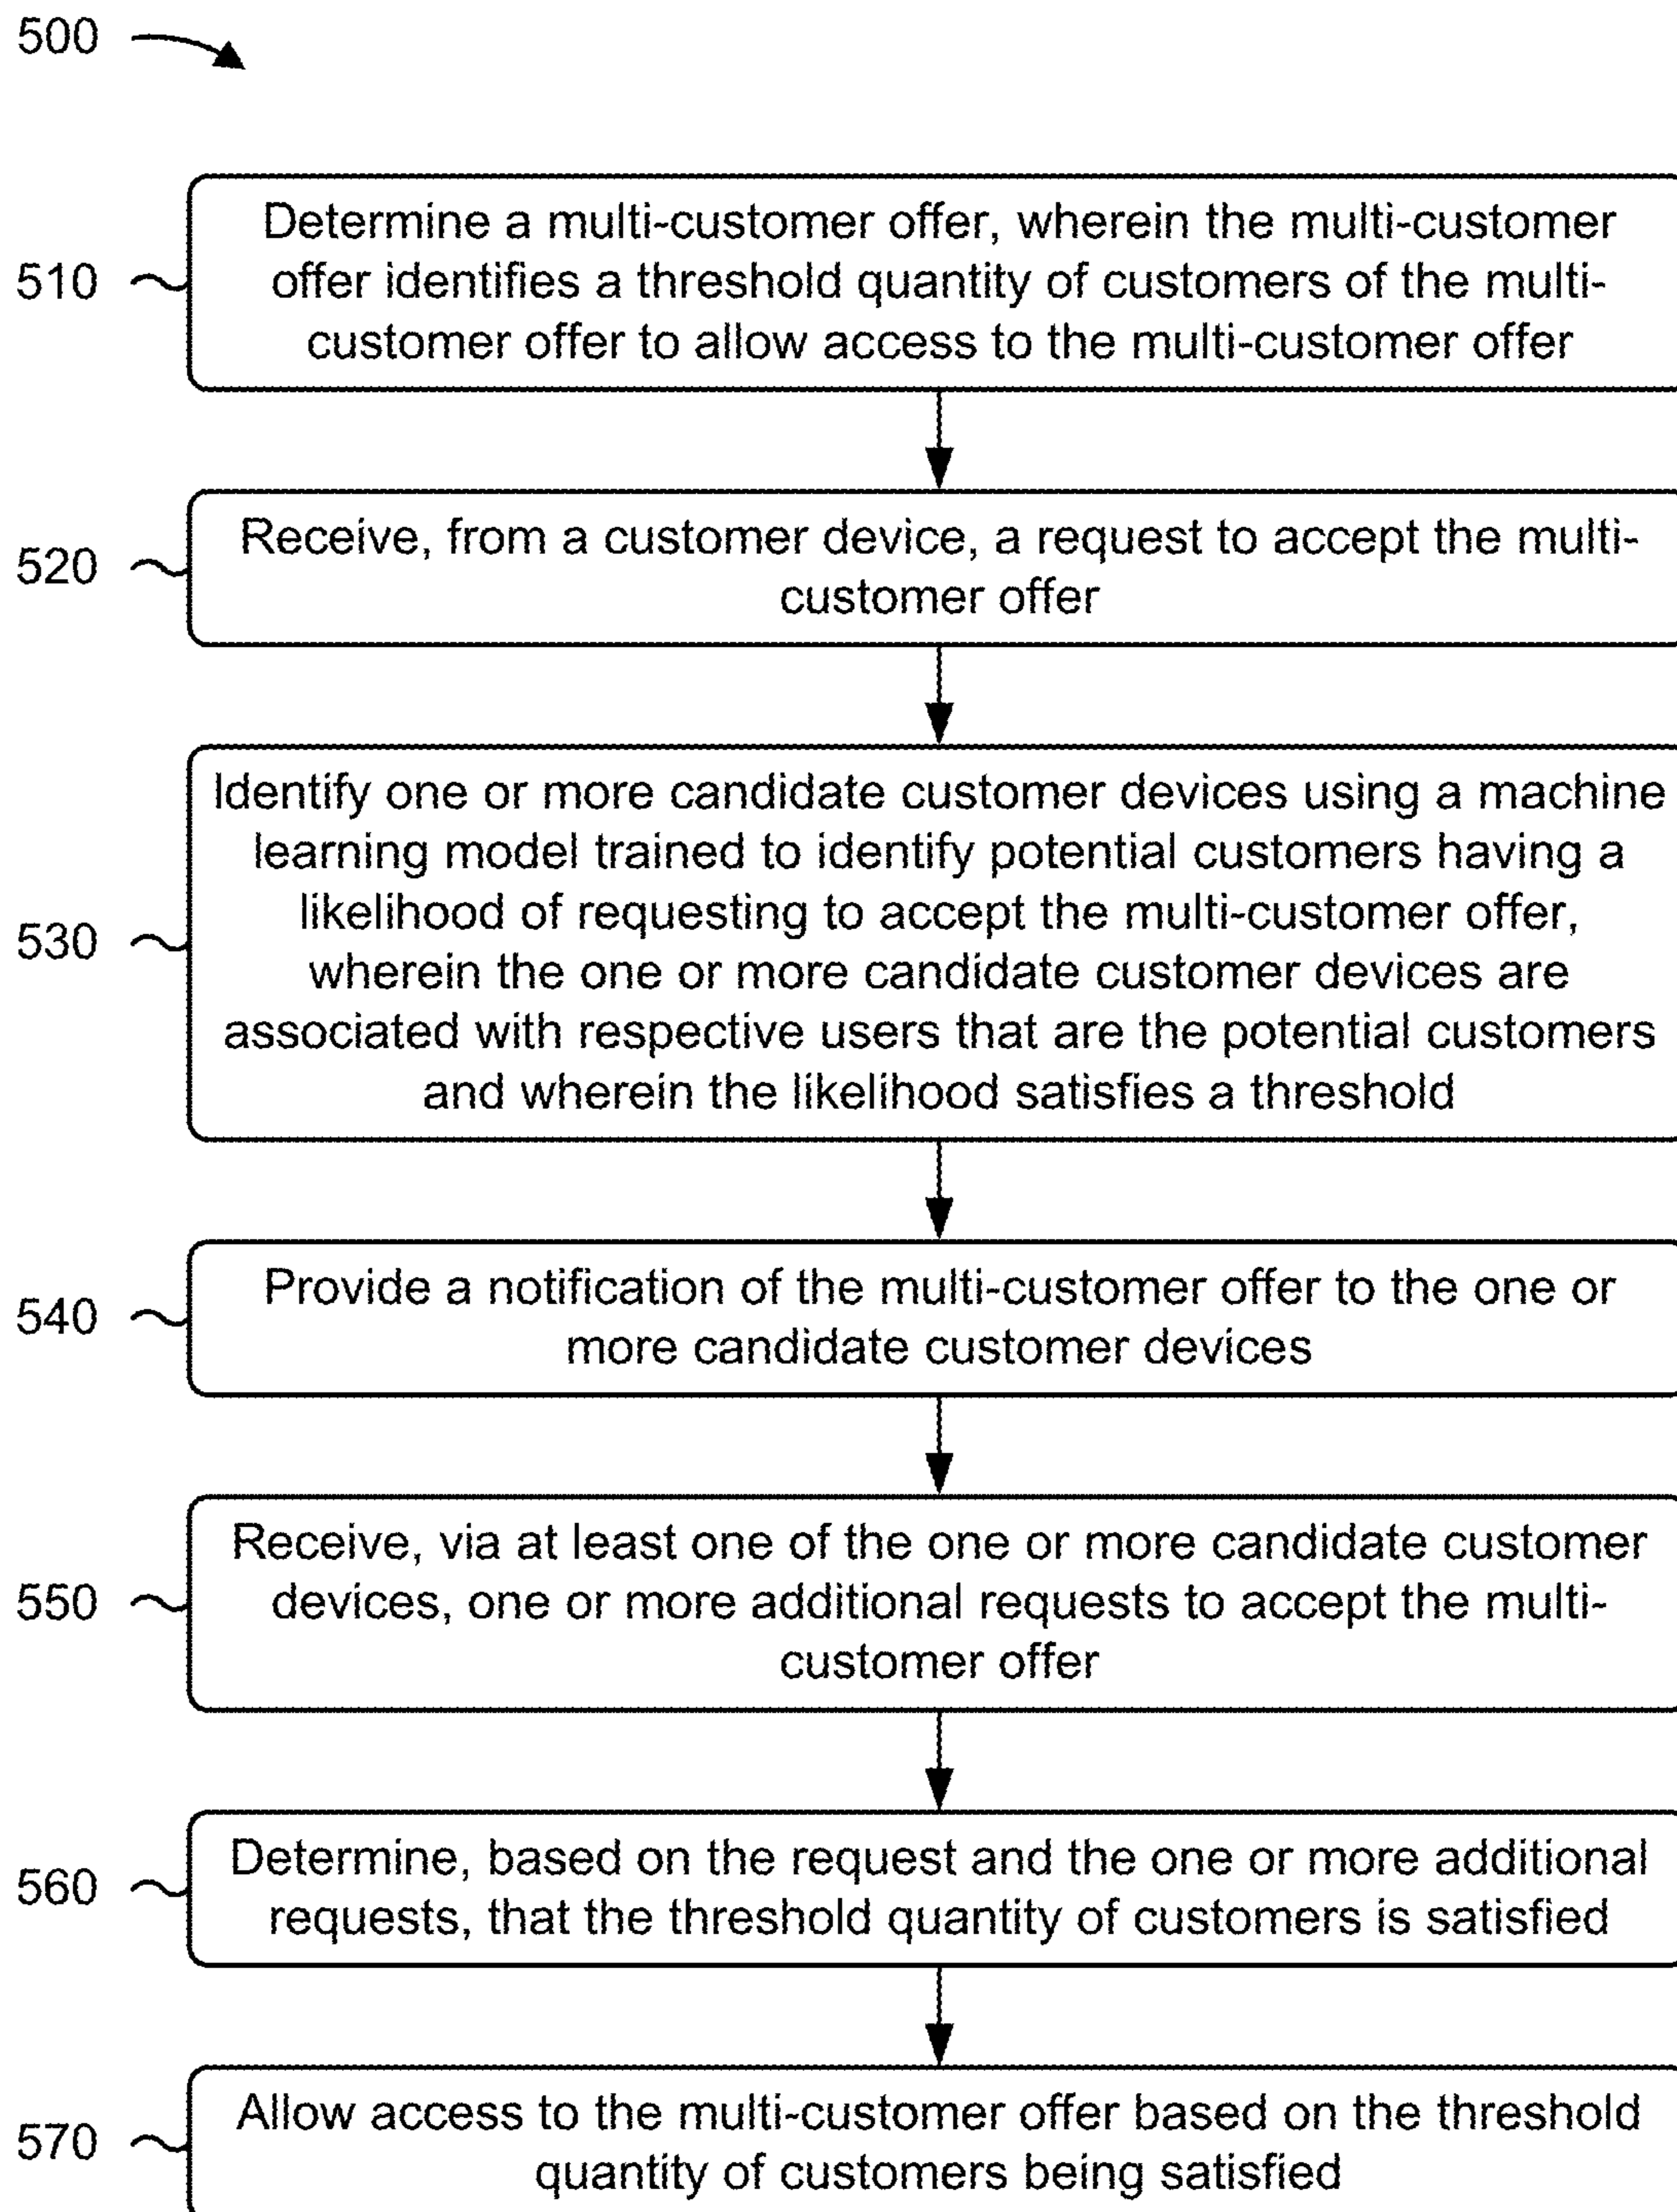 500
510
Determine a multi-customer offer, wherein the multi-customer
offer identifies a threshold quantity of customers of the multi-
customer offer to allow access to the multi-customer offer
520
Receive, from a customer device, a request to accept the multi-
customer offer
530
Identify one or more candidate customer devices using a machine
learning model trained to identify potential customers having a
likelihood of requesting to accept the multi-customer offer,
wherein the one or more candidate customer devices are
associated with respective users that are the potential customers
and wherein the likelihood satisfies a threshold
540
Provide a notification of the multi-customer offer to the one or
more candidate customer devices
550
Receive, via at least one of the one or more candidate customer
devices, one or more additional requests to accept the multi-
customer offer
560
Determine, based on the request and the one or more additional
requests, that the threshold quantity of customers is satisfied
570
Allow access to the multi-customer offer based on the threshold
quantity of customers being satisfied